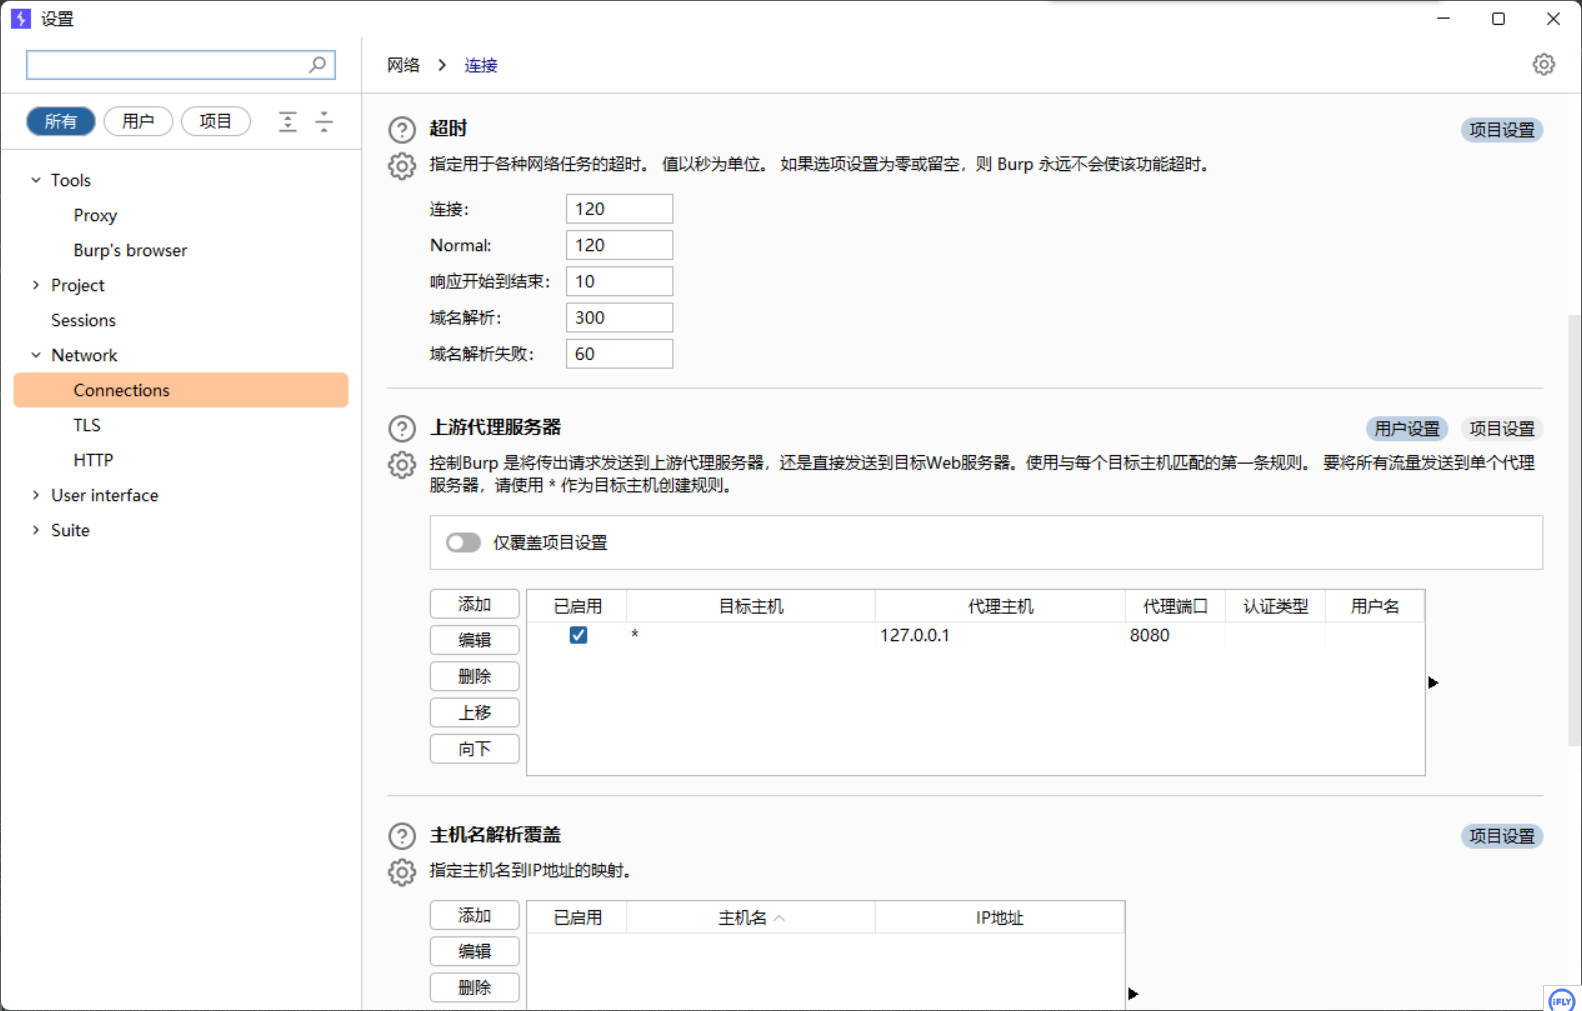 设置
网络 > 连接
所有 用户 项目
Tools
Proxy
Burp's browser
Project
Sessions
Network
Connections
TLS
HTTP
User interface
Suite
超时 项目设置
指定用于各种网络任务的超时。 值以秒为单位。 如果选项设置为零或留空，则 Burp 永远不会使该功能超时。
连接: 120
Normal: 120
响应开始到结束: 10
域名解析: 300
域名解析失败: 60
上游代理服务器 用户设置 项目设置
控制Burp 是将传出请求发送到上游代理服务器，还是直接发送到目标Web服务器。使用与每个目标主机匹配的第一条规则。 要将所有流量发送到单个代理
服务器，请使用 * 作为目标主机创建规则。
仅覆盖项目设置
添加
编辑
删除
上移
向下
已启用 目标主机 代理主机 代理端口 认证类型 用户名
* 127.0.0.1 8080
主机名解析覆盖 项目设置
指定主机名到IP地址的映射。
添加
编辑
删除
已启用 主机名 IP地址
iFLY